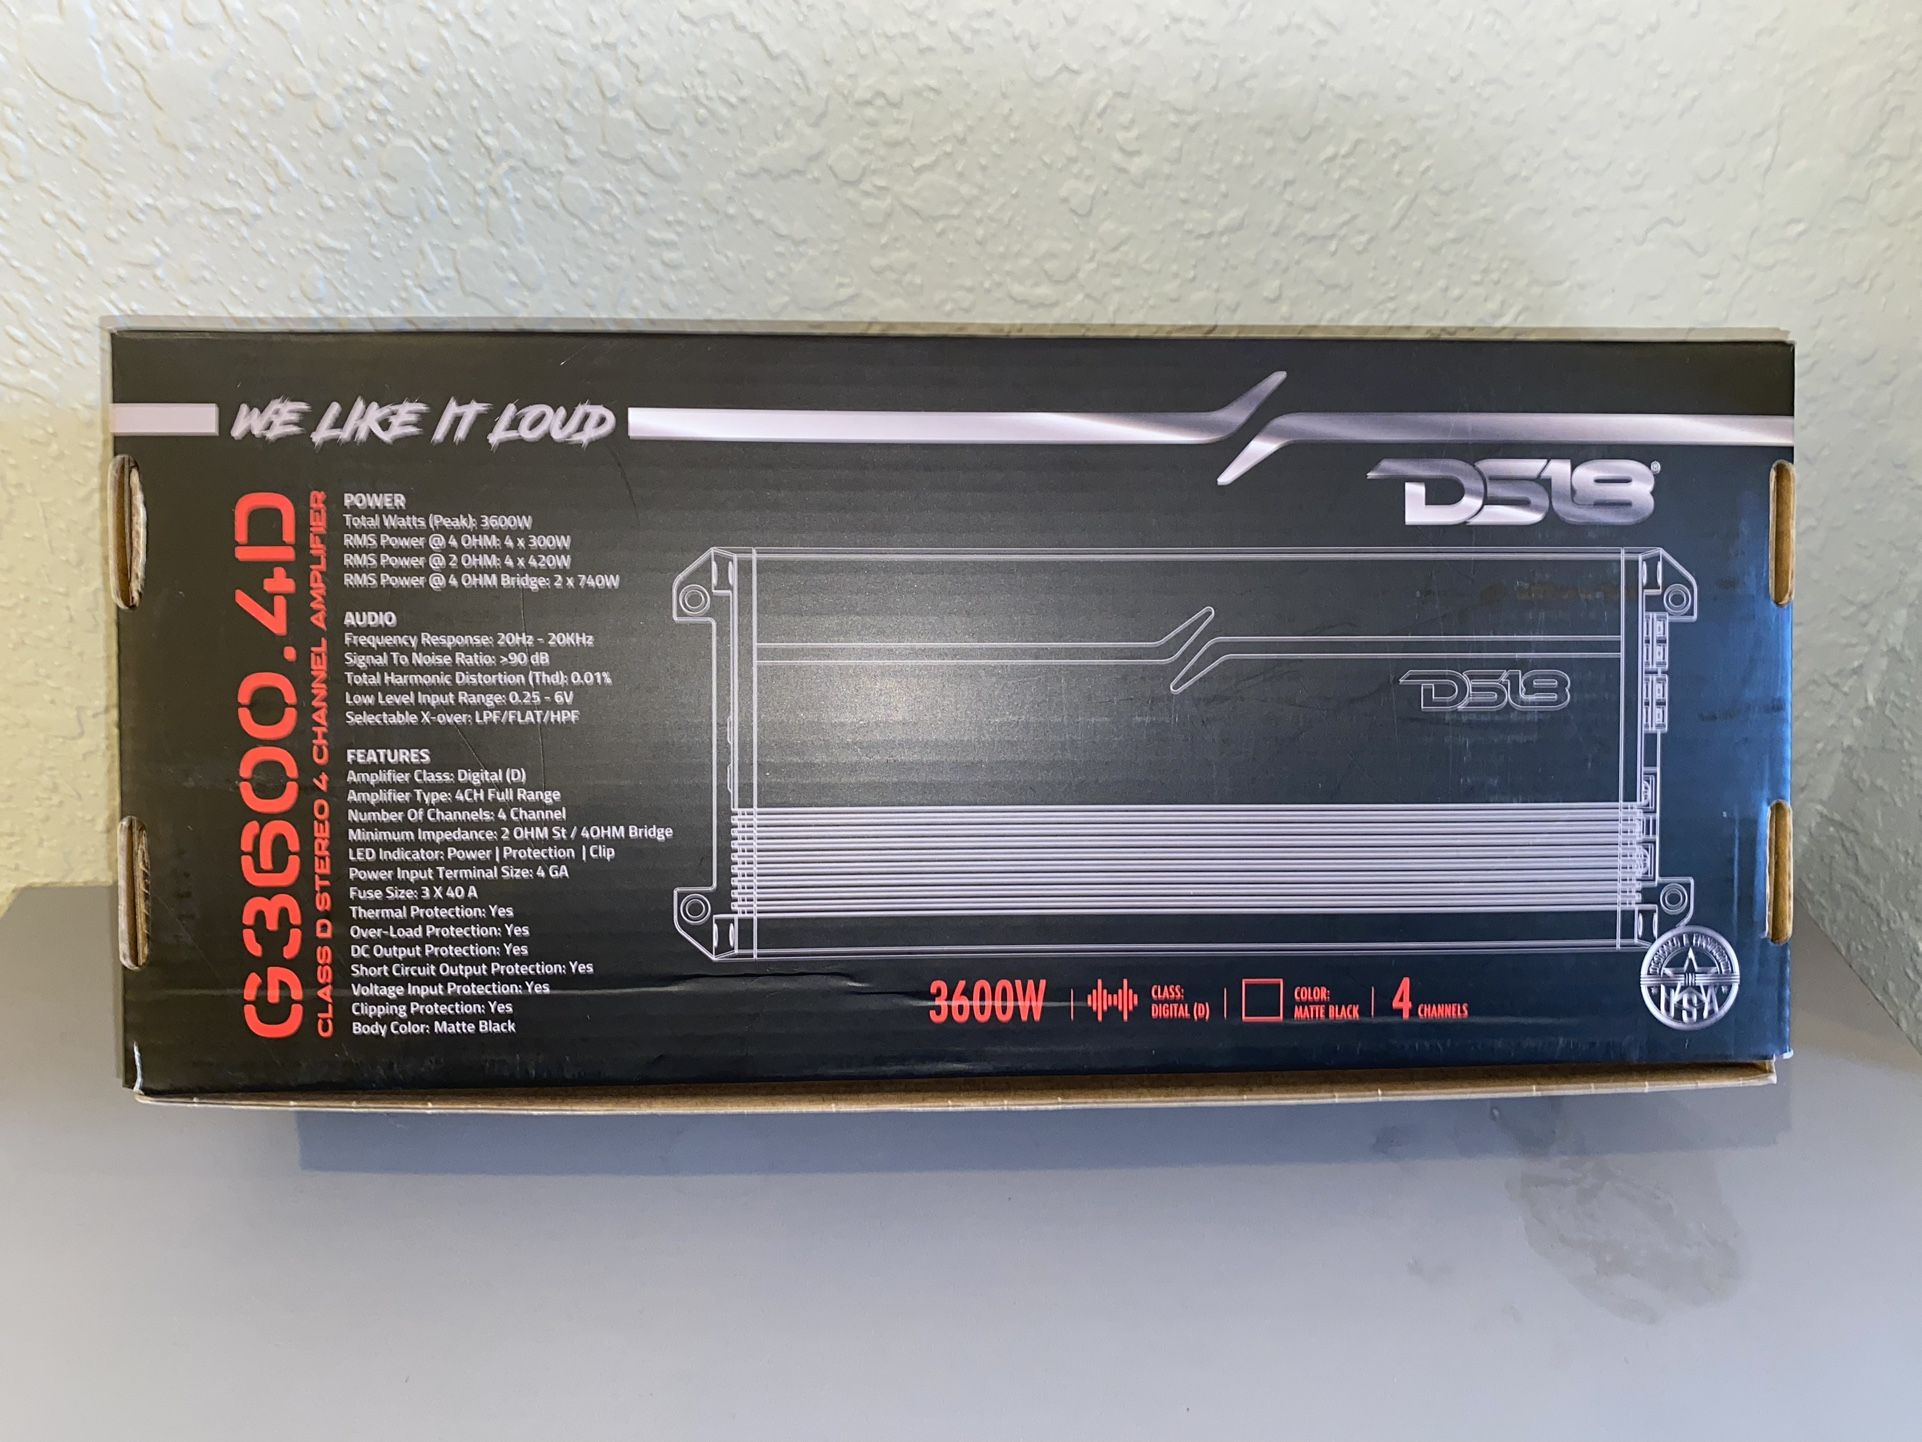 WE LIKE IT LOUD
DS18®
G3600.4D
CLASS D STEREO 4 CHANNEL AMPLIFIER
POWER
Total Watts (Peak): 3600W
RMS Power @ 4 OHM: 4 x 300W
RMS Power @ 2 OHM: 4 x 420W
RMS Power @ 4 OHM Bridge: 2 x 740W
AUDIO
Frequency Response: 20Hz - 20KHz
Signal To Noise Ratio: >90 dB
Total Harmonic Distortion (Thd): 0.01%
Low Level Input Range: 0.25 - 6V
Selectable X-over: LPF/FLAT/HPF
FEATURES
Amplifier Class: Digital (D)
Amplifier Type: 4CH Full Range
Number Of Channels: 4 Channel
Minimum Impedance: 2 OHM St / 4OHM Bridge
LED Indicator: Power | Protection | Clip
Power Input Terminal Size: 4 GA
Fuse Size: 3 X 40 A
Thermal Protection: Yes
Over-Load Protection: Yes
DC Output Protection: Yes
Short Circuit Output Protection: Yes
Voltage Input Protection: Yes
Clipping Protection: Yes
Body Color: Matte Black
DS18
3600W | CLASS: DIGITAL (D) | COLOR: MATTE BLACK | 4 CHANNELS
IN
USA